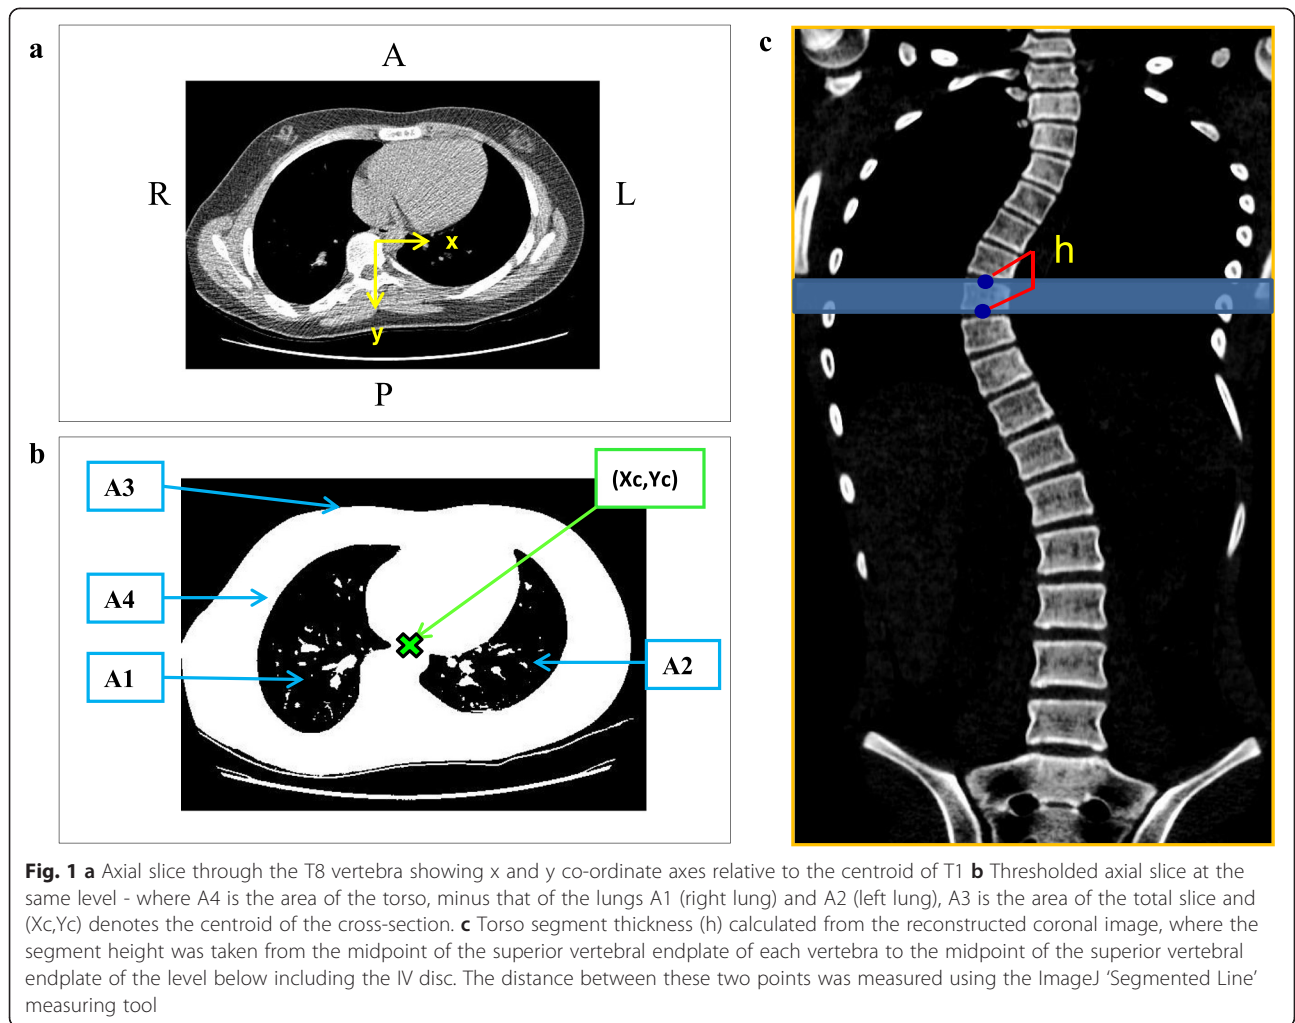 a
A
R
L
x
y
P
b
A3
(Xc,Yc)
A4
A1
A2
c
h
Fig. 1 a Axial slice through the T8 vertebra showing x and y co-ordinate axes relative to the centroid of T1 b Thresholded axial slice at the
same level - where A4 is the area of the torso, minus that of the lungs A1 (right lung) and A2 (left lung), A3 is the area of the total slice and
(Xc,Yc) denotes the centroid of the cross-section. c Torso segment thickness (h) calculated from the reconstructed coronal image, where the
segment height was taken from the midpoint of the superior vertebral endplate of each vertebra to the midpoint of the superior vertebral
endplate of the level below including the IV disc. The distance between these two points was measured using the ImageJ ‘Segmented Line’
measuring tool